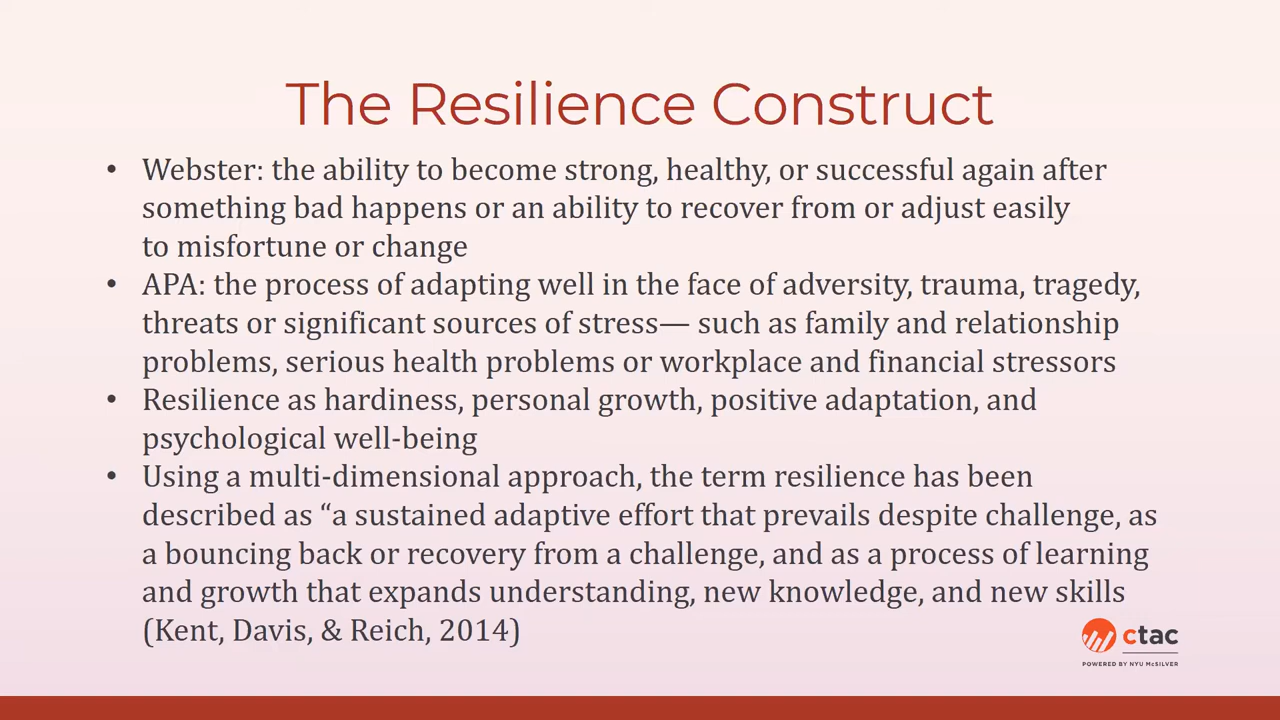 The Resilience Construct
• Webster: the ability to become strong, healthy, or successful again after
something bad happens or an ability to recover from or adjust easily
to misfortune or change
• APA: the process of adapting well in the face of adversity, trauma, tragedy,
threats or significant sources of stress— such as family and relationship
problems, serious health problems or workplace and financial stressors
• Resilience as hardiness, personal growth, positive adaptation, and
psychological well-being
• Using a multi-dimensional approach, the term resilience has been
described as “a sustained adaptive effort that prevails despite challenge, as
a bouncing back or recovery from a challenge, and as a process of learning
and growth that expands understanding, new knowledge, and new skills
(Kent, Davis, & Reich, 2014)
ctac
POWERED BY NYU McSILVER